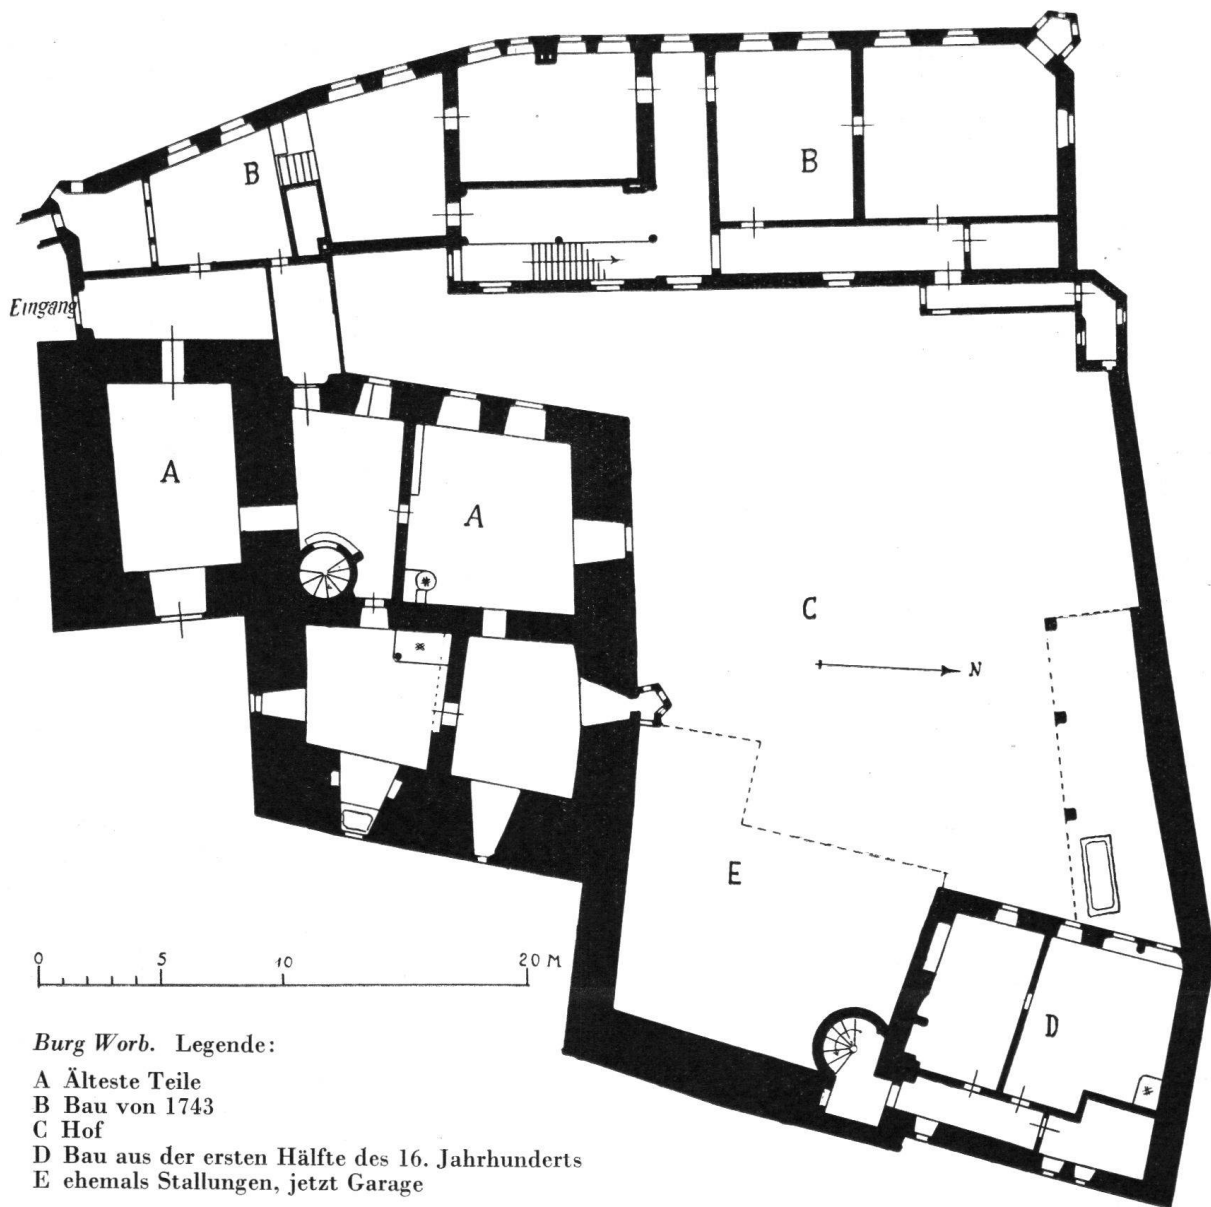 B
B
Eingang
A
A
C
N
E
D
0 5 10 20 M
Burg Worb. Legende:
A Älteste Teile
B Bau von 1743
C Hof
D Bau aus der ersten Hälfte des 16. Jahrhunderts
E ehemals Stallungen, jetzt Garage